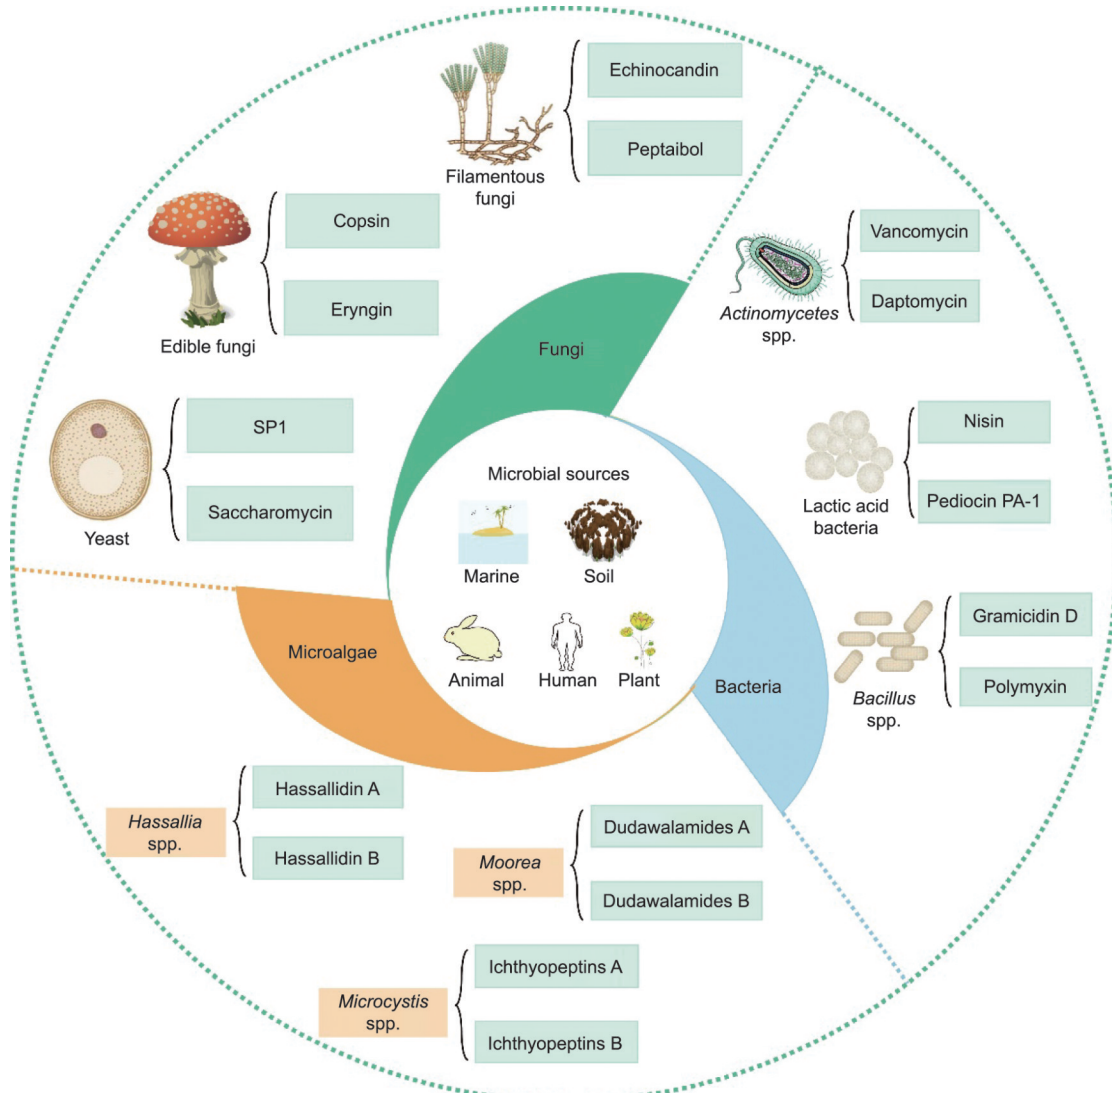 Echinocandin
Peptaibol
Filamentous
fungi
Copsin
Eryngin
Edible fungi
SP1
Saccharomycin
Yeast
Vancomycin
Daptomycin
Actinomycetes
spp.
Nisin
Pediocin PA-1
Lactic acid
bacteria
Gramicidin D
Polymyxin
Bacillus
spp.
Fungi
Microbial sources
Marine
Soil
Animal
Human
Plant
Microalgae
Bacteria
Hassallidin A
Hassallidin B
Hassallia
spp.
Dudawalamides A
Dudawalamides B
Moorea
spp.
Ichthyopeptins A
Ichthyopeptins B
Microcystis
spp.